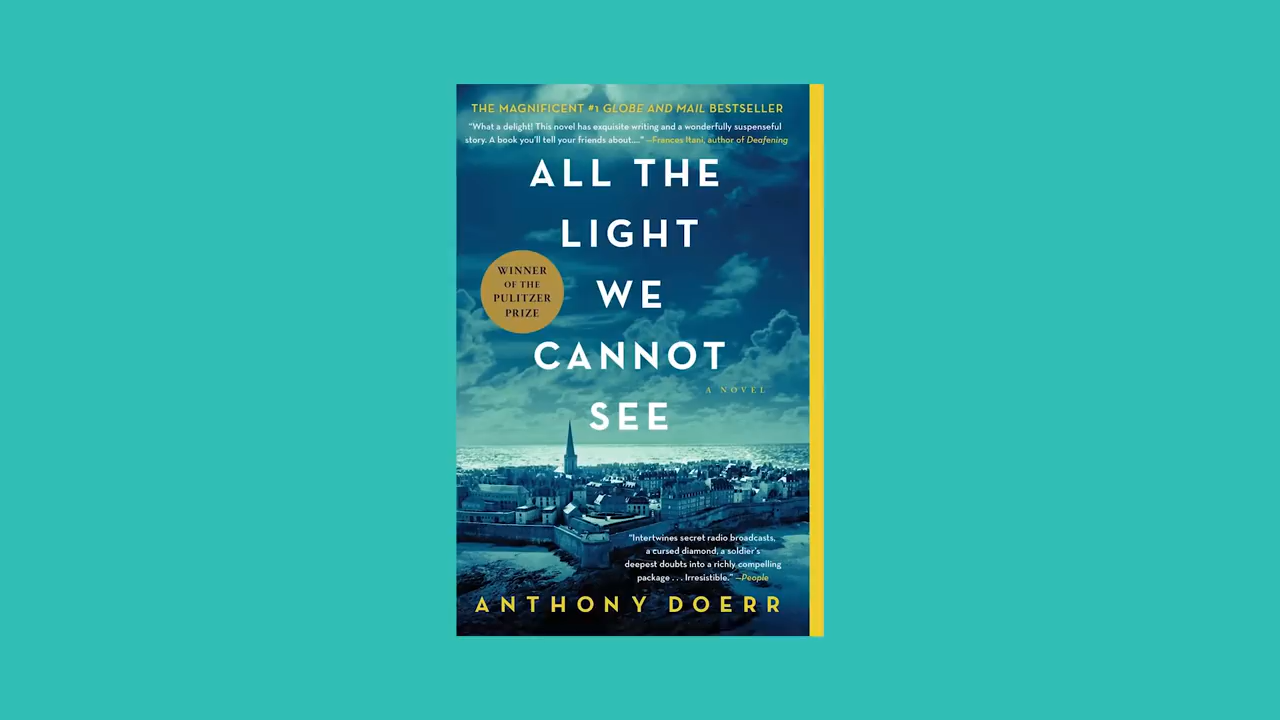 THE MAGNIFICENT #1 GLOBE AND MAIL BESTSELLER
“What a delight! This novel has exquisite writing and a wonderfully suspenseful
story. A book you’ll tell your friends about....” —Frances Itani, author of Deafening
ALL THE
LIGHT
WE
CANNOT
SEE
WINNER
OF THE
PULITZER
PRIZE
A NOVEL
“Intertwines secret radio broadcasts,
a cursed diamond, a soldier’s
deepest doubts into a richly compelling
package . . . Irresistible.” —People
ANTHONY DOERR